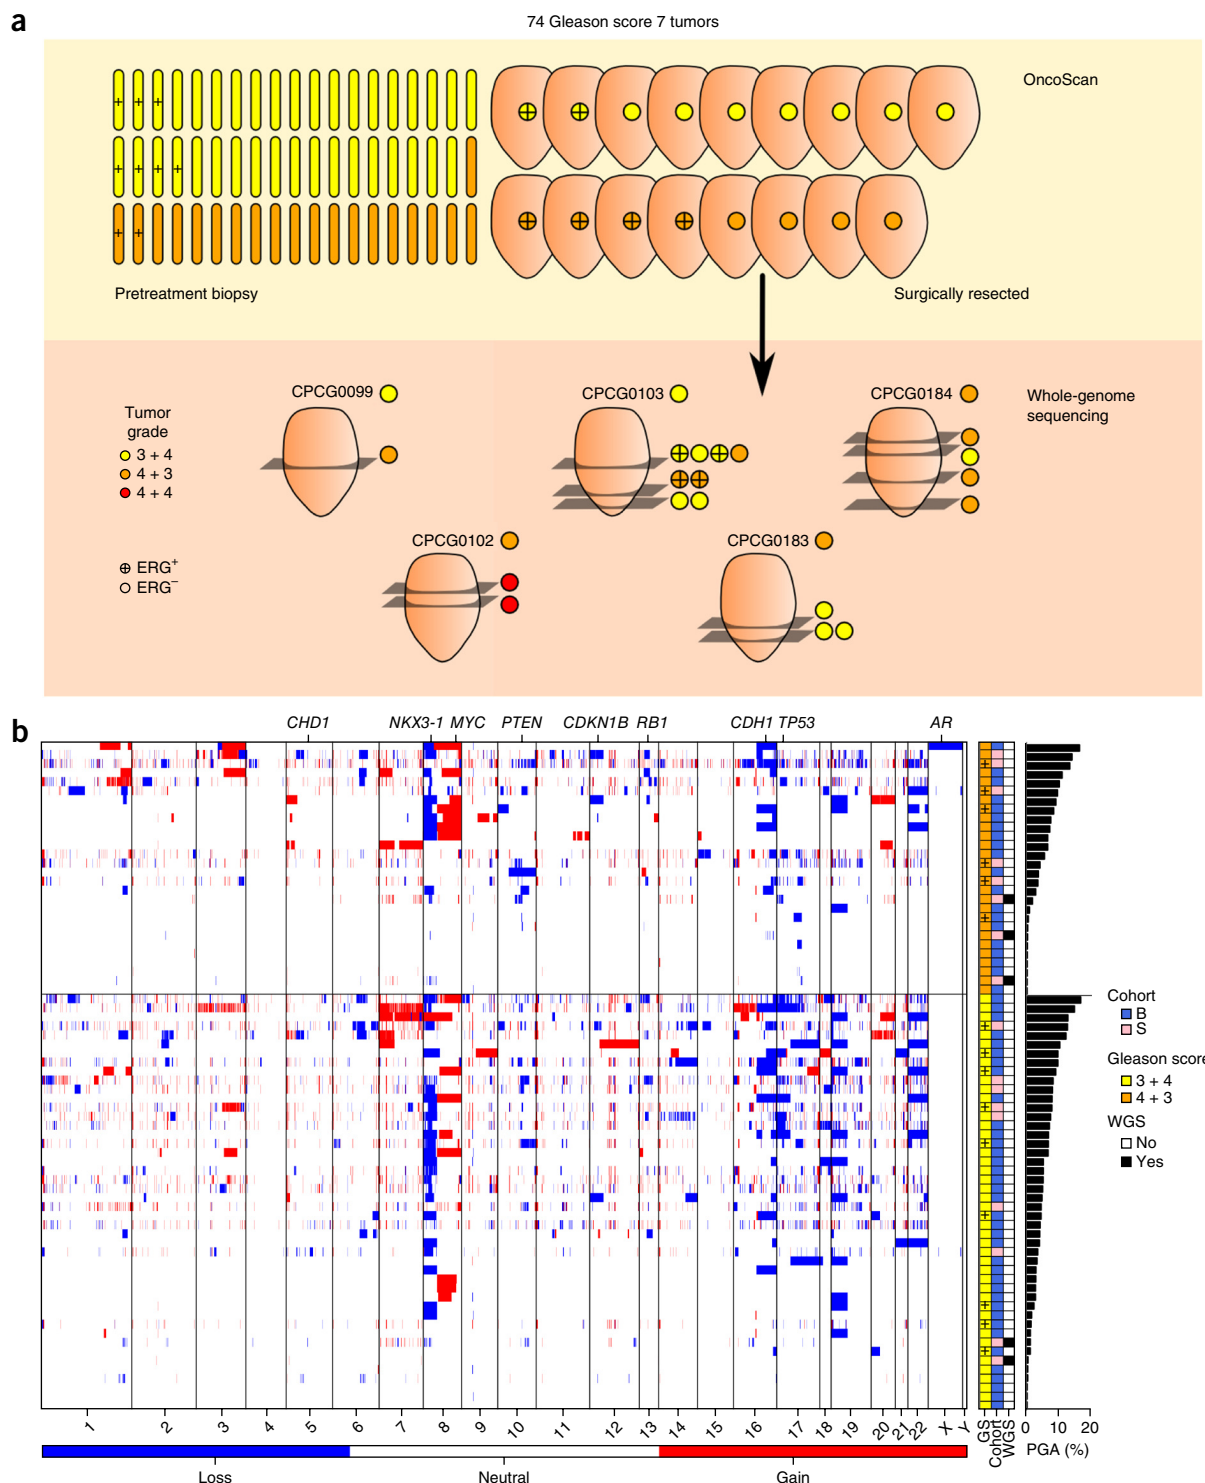 a
74 Gleason score 7 tumors
OncoScan
Pretreatment biopsy
Surgically resected
CPCG0099
CPCG0103
CPCG0184
Whole-genome
sequencing
Tumor
grade
3 + 4
4 + 3
4 + 4
CPCG0102
CPCG0183
ERG+
ERG−
b
CHD1 NKX3-1 MYC PTEN CDKN1B RB1 CDH1 TP53 AR
Cohort
B
S
Gleason score
3 + 4
4 + 3
WGS
No
Yes
1 2 3 4 5 6 7 8 9 10 11 12 13 14 15 16 17 18 19 20 21 22 X Y
GS Cohort WGS
0 10 20
PGA (%)
Loss Neutral Gain